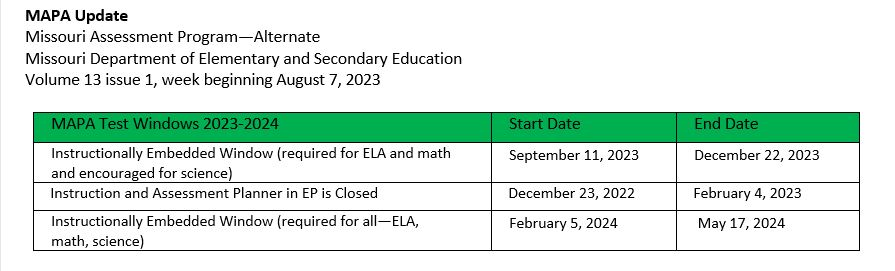 MAPA Update
Missouri Assessment Program—Alternate
Missouri Department of Elementary and Secondary Education
Volume 13 issue 1, week beginning August 7, 2023
MAPA Test Windows 2023-2024 Start Date End Date
Instructionally Embedded Window (required for ELA and math
and encouraged for science) September 11, 2023 December 22, 2023
Instruction and Assessment Planner in EP is Closed December 23, 2022 February 4, 2023
Instructionally Embedded Window (required for all—ELA,
math, science) February 5, 2024 May 17, 2024